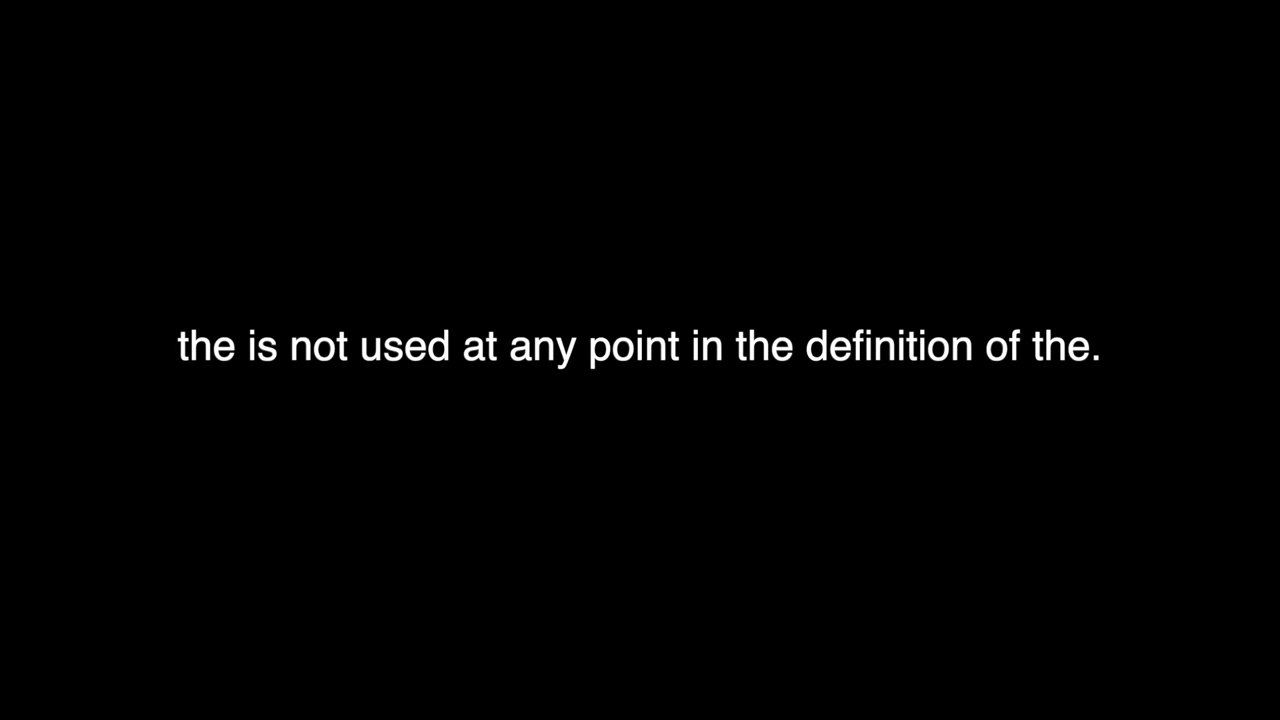 the is not used at any point in the definition of the.